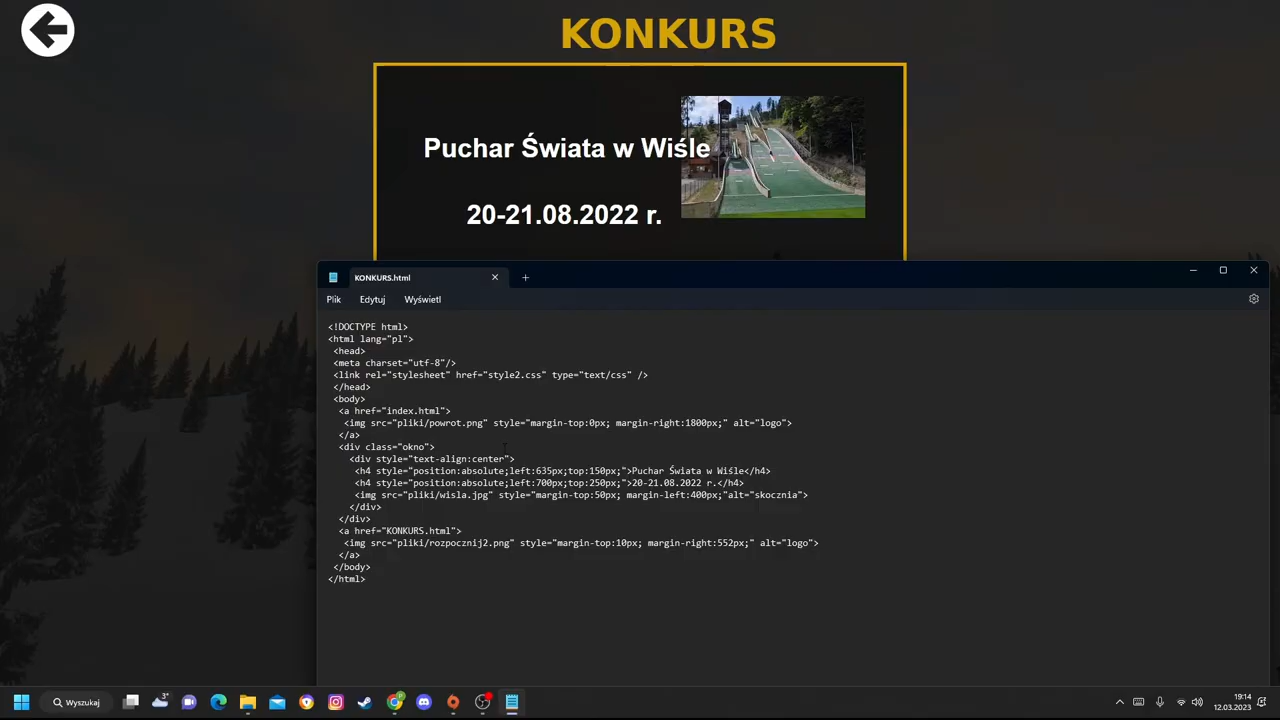 KONKURS
Puchar Świata w Wiśle
20-21.08.2022 r.
KONKURS.html
Plik Edytuj Wyświetl
<!DOCTYPE html>
<html lang="pl">
<head>
<meta charset="utf-8"/>
<link rel="stylesheet" href="style2.css" type="text/css" />
</head>
<body>
<a href="index.html">
<img src="pliki/powrot.png" style="margin-top:0px; margin-right:1800px;" alt="logo">
</a>
<div class="okno">
<div style="text-align:center">
<h4 style="position:absolute;left:635px;top:150px;">Puchar Świata w Wiśle</h4>
<h4 style="position:absolute;left:700px;top:250px;">20-21.08.2022 r.</h4>
<img src="pliki/wisla.jpg" style="margin-top:50px; margin-left:400px;"alt="skocznia">
</div>
</div>
<a href="KONKURS.html">
<img src="pliki/rozpocznij2.png" style="margin-top:10px; margin-right:552px;" alt="logo">
</a>
</body>
</html>
Wyszukaj
3°
19:14
12.03.2023